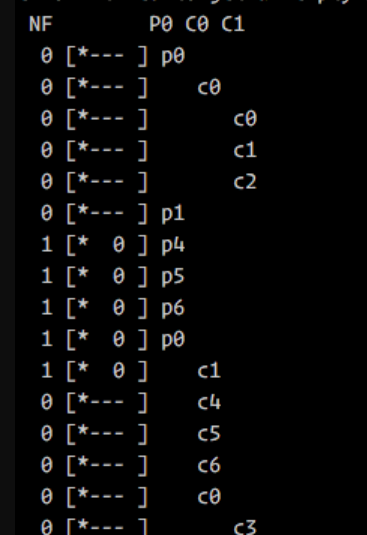 NF        P0 C0 C1
 0 [*--- ] p0
 0 [*--- ]    c0
 0 [*--- ]       c0
 0 [*--- ]       c1
 0 [*--- ]       c2
 0 [*--- ] p1
 1 [*  0 ] p4
 1 [*  0 ] p5
 1 [*  0 ] p6
 1 [*  0 ] p0
 1 [*  0 ]    c1
 0 [*--- ]    c4
 0 [*--- ]    c5
 0 [*--- ]    c6
 0 [*--- ]    c0
 0 [*--- ]       c3